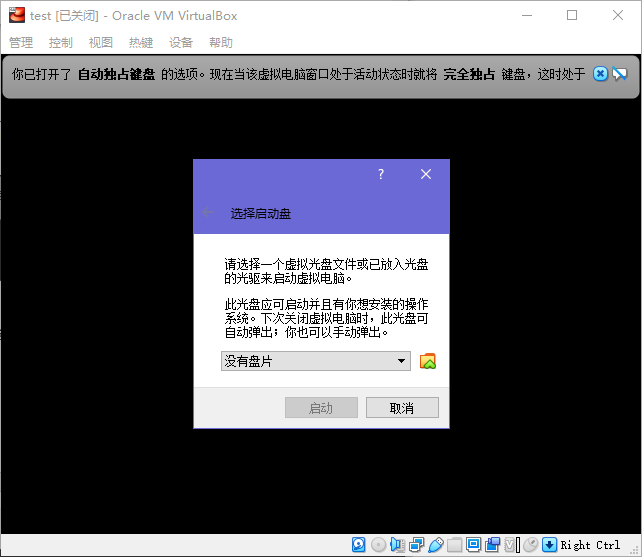 test [已关闭] - Oracle VM VirtualBox
管理 控制 视图 热键 设备 帮助
你已打开了 自动独占键盘 的选项。现在当该虚拟电脑窗口处于活动状态时就将 完全独占 键盘，这时处于
?
选择启动盘
请选择一个虚拟光盘文件或已放入光盘
的光驱来启动虚拟电脑。
此光盘应可启动并且有你想安装的操作
系统。下次关闭虚拟电脑时，此光盘可
自动弹出；你也可以手动弹出。
没有盘片
启动 取消
Right Ctrl